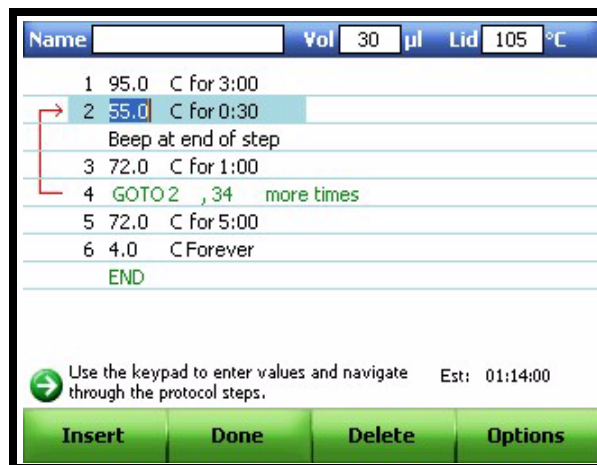 Name Vol 30 µl Lid 105 °C
1 95.0 C for 3:00
2 55.0 C for 0:30
Beep at end of step
3 72.0 C for 1:00
4 GOTO 2 , 34 more times
5 72.0 C for 5:00
6 4.0 C Forever
END
Use the keypad to enter values and navigate
through the protocol steps.
Est: 01:14:00
Insert Done Delete Options